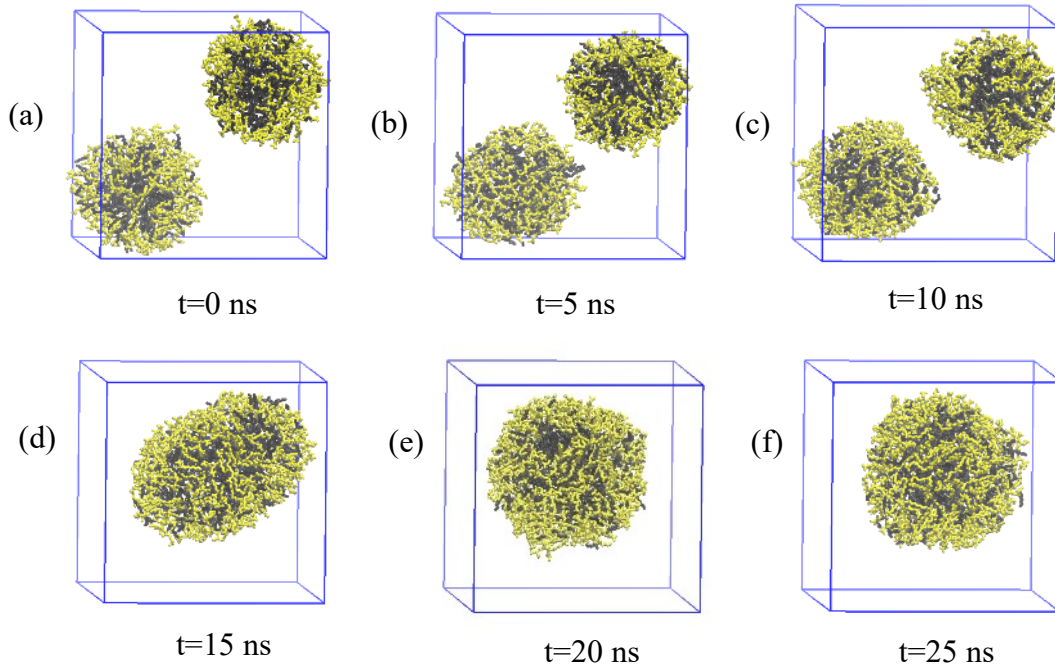 (a)
(b)
(c)
t=0 ns
t=5 ns
t=10 ns
(d)
(e)
(f)
t=15 ns
t=20 ns
t=25 ns